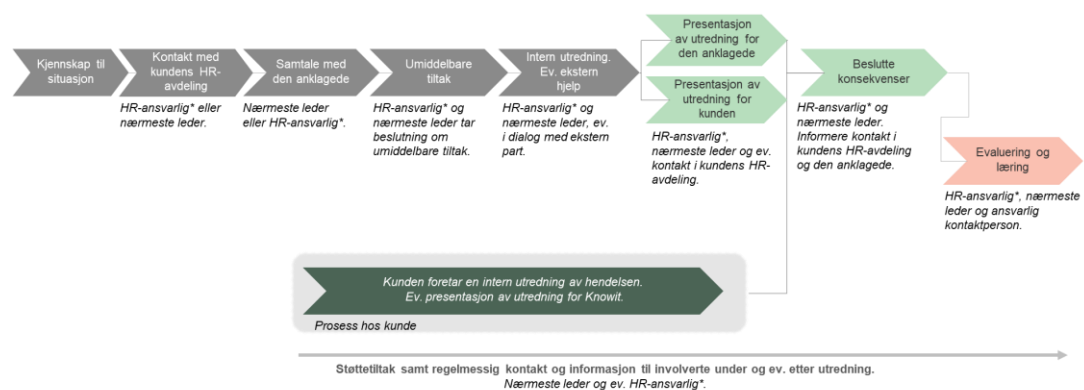 Kjennskap til
situasjon
Kontakt med
kundens HR-
avdeling
HR-ansvarlig* eller
nærmeste leder.
Samtale med
den anklagede
Nærmeste leder
eller HR-ansvarlig*.
Umiddelbare
tiltak
HR-ansvarlig* og
nærmeste leder tar
beslutning om
umiddelbare tiltak.
Intern utredning.
Ev. ekstern
hjelp
HR-ansvarlig* og
nærmeste leder, ev.
i dialog med ekstern
part.
Presentasjon
av utredning for
den anklagede
Presentasjon av
utredning for
kunden
HR-ansvarlig*,
nærmeste leder og ev.
kontakt i kundens HR-
avdeling.
Beslutte
konsekvenser
HR-ansvarlig* og
nærmeste leder.
Informere kontakt i
kundens HR-avdeling
og den anklagede.
Evaluering og
læring
HR-ansvarlig*, nærmeste
leder og ansvarlig
kontaktperson.
Kunden foretar en intern utredning av hendelsen.
Ev. presentasjon av utredning for Knowit.
Prosess hos kunde
Støttetiltak samt regelmessig kontakt og informasjon til involverte under og ev. etter utredning.
Nærmeste leder og ev. HR-ansvarlig*.